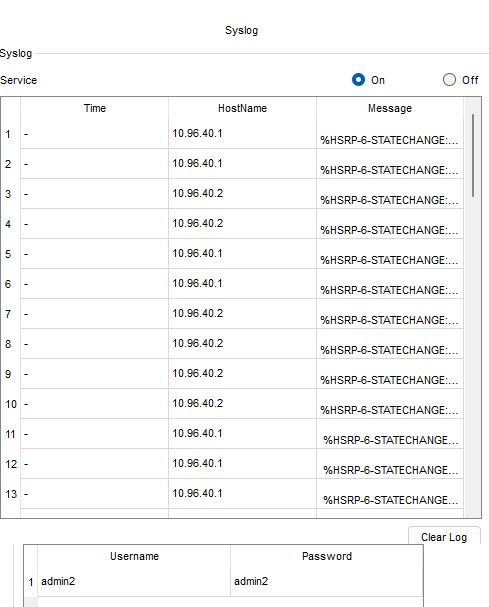 Syslog
Syslog
Service On Off
Time HostName Message
1 - 10.96.40.1 %HSRP-6-STATECHANGE:...
2 - 10.96.40.1 %HSRP-6-STATECHANGE:...
3 - 10.96.40.2 %HSRP-6-STATECHANGE:...
4 - 10.96.40.2 %HSRP-6-STATECHANGE:...
5 - 10.96.40.1 %HSRP-6-STATECHANGE:...
6 - 10.96.40.1 %HSRP-6-STATECHANGE:...
7 - 10.96.40.2 %HSRP-6-STATECHANGE:...
8 - 10.96.40.2 %HSRP-6-STATECHANGE:...
9 - 10.96.40.2 %HSRP-6-STATECHANGE:...
10 - 10.96.40.2 %HSRP-6-STATECHANGE:...
11 - 10.96.40.1 %HSRP-6-STATECHANGE...
12 - 10.96.40.1 %HSRP-6-STATECHANGE...
13 - 10.96.40.1 %HSRP-6-STATECHANGE...
Clear Log
Username Password
1 admin2 admin2